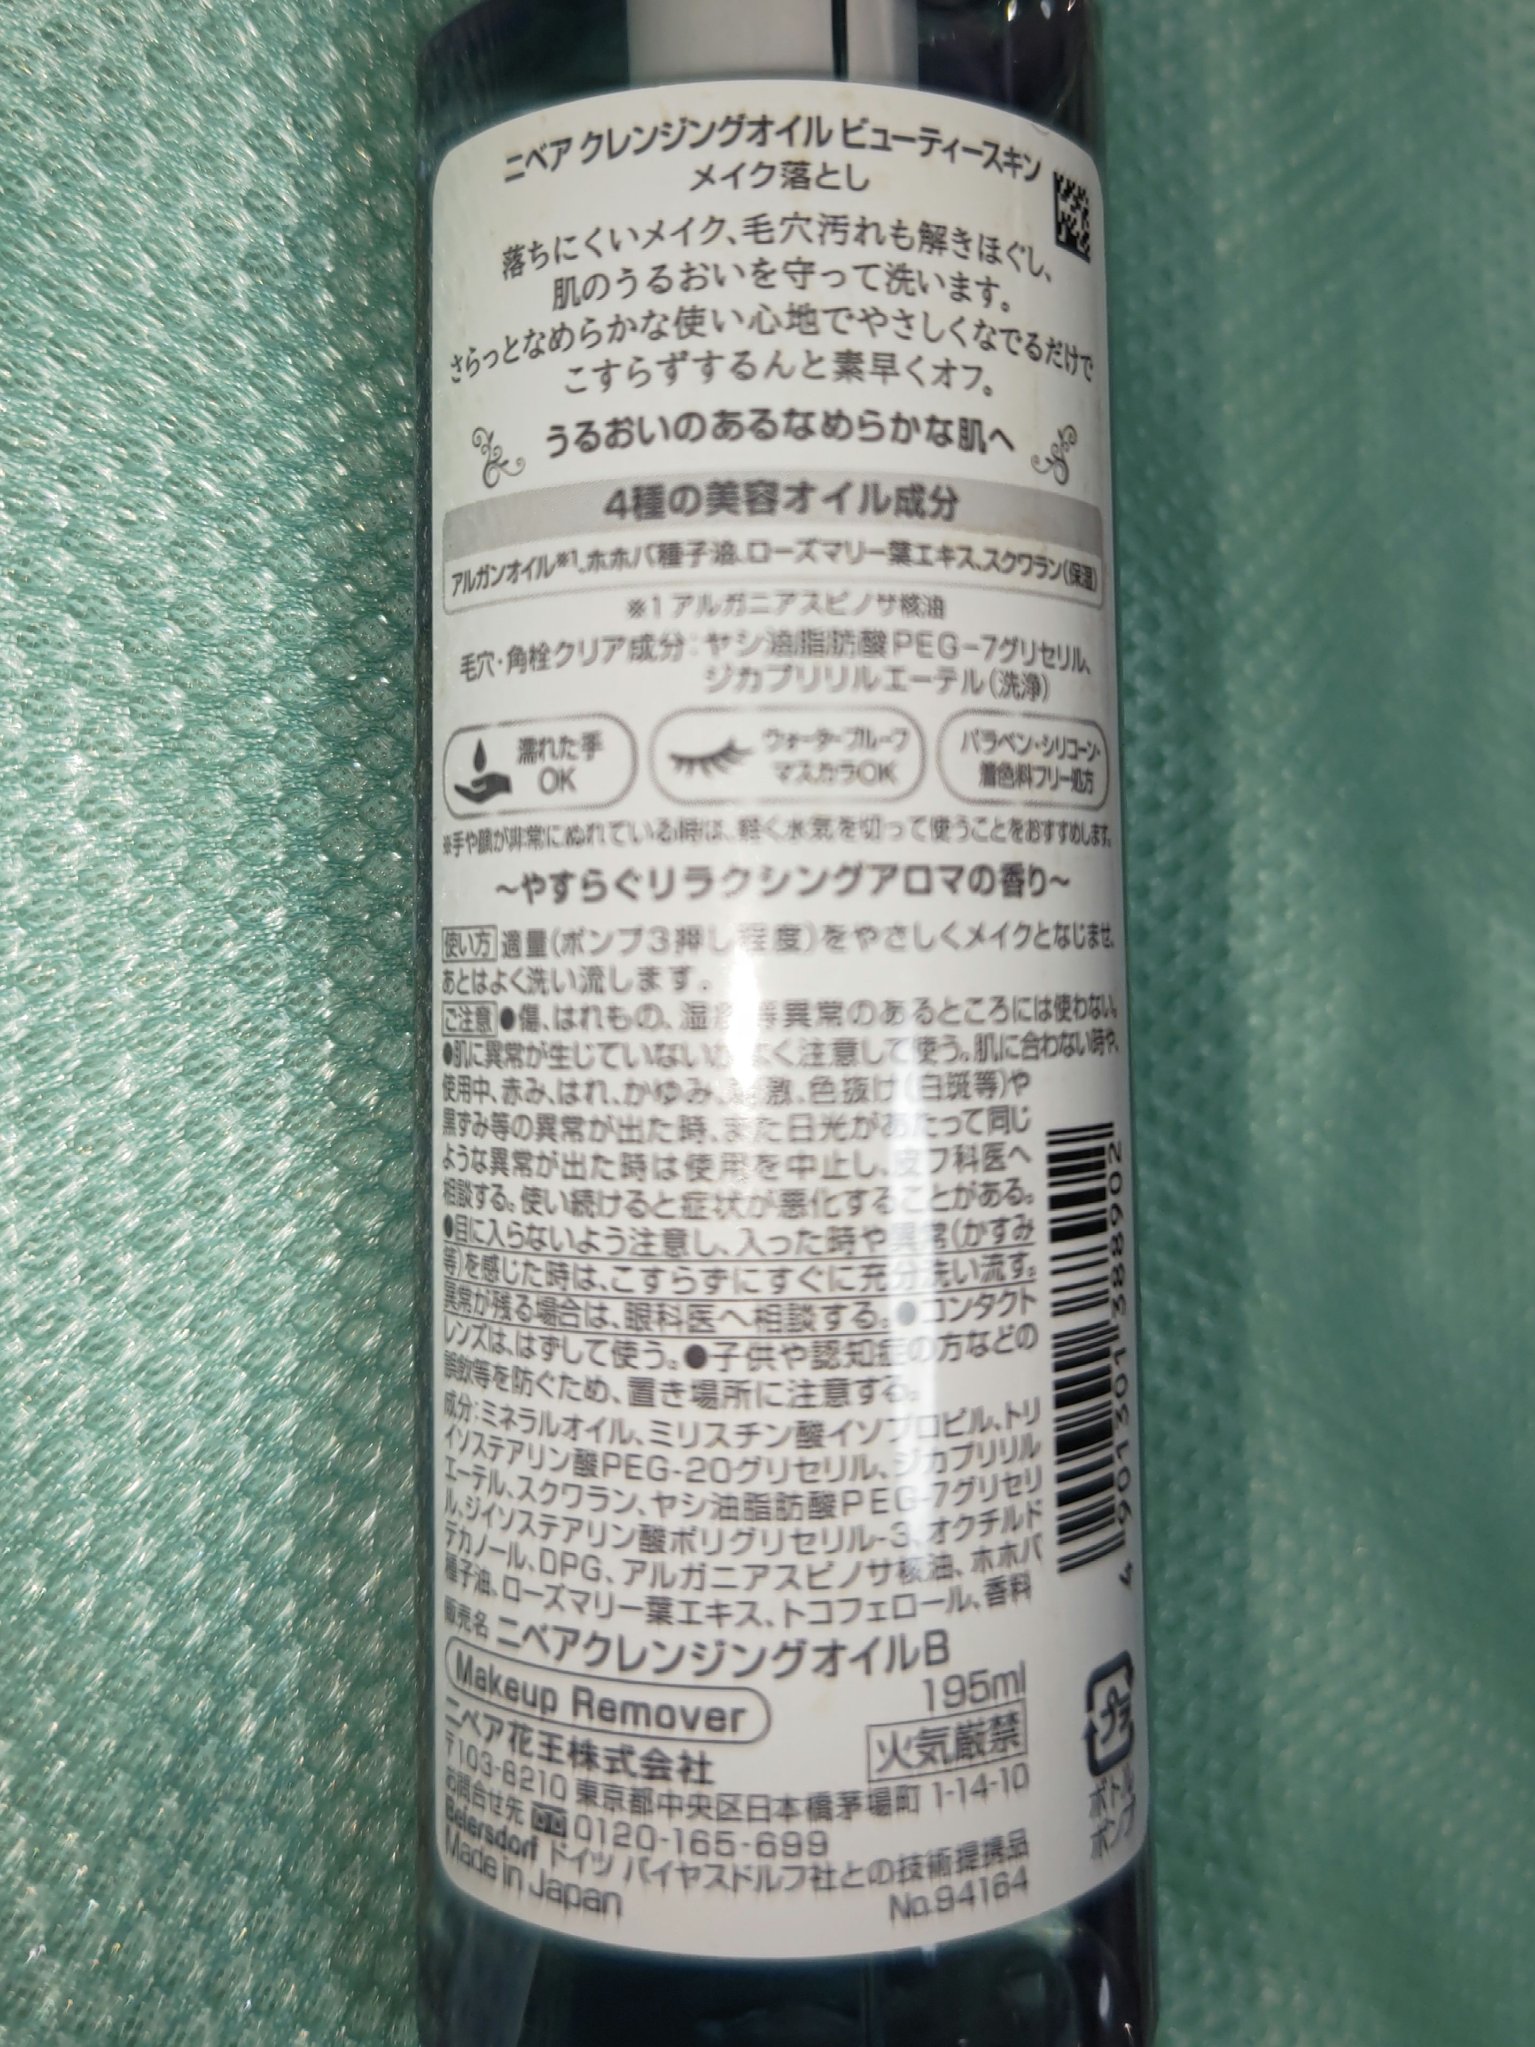 ニベア クレンジングオイル ビューティースキン
メイク落とし
落ちにくいメイク、毛穴汚れも解きほぐし、
肌のうるおいを守って洗います。
さらっとなめらかな使い心地でやさしくなでるだけで
こすらずするんと素早くオフ。
うるおいのあるなめらかな肌へ
4種の美容オイル成分
アルガンオイル※1、ホホバ種子油、ローズマリー葉エキス、スクワラン(保湿)
※1 アルガニアスピノサ核油
毛穴・角栓クリア成分：ヤシ油脂肪酸PEG-7グリセリル、
ジカプリリルエーテル(洗浄)
濡れた手
OK
ウォータープルーフ
マスカラOK
パラベン・シリコーン・
着色料フリー処方
※手や顔が非常にぬれている時は、軽く水気を切って使うことをおすすめします。
～やすらぐリラクシングアロマの香り～
使い方 適量(ポンプ3押し程度)をやさしくメイクとなじませ、
あとはよく洗い流します。
ご注意 ●傷、はれもの、湿疹等異常のあるところには使わない。
●肌に異常が生じていないかよく注意して使う。肌に合わない時や、
使用中、赤み、はれ、かゆみ、刺激、色抜け(白斑等)や
黒ずみ等の異常が出た時、また日光があたって同じ
ような異常が出た時は使用を中止し、皮フ科医へ
相談する。使い続けると症状が悪化することがある。
●目に入らないよう注意し、入った時や異常(かすみ
等)を感じた時は、こすらずにすぐに充分洗い流す。
異常が残る場合は、眼科医へ相談する。●コンタクト
レンズは、はずして使う。●子供や認知症の方などの
誤飲等を防ぐため、置き場所に注意する。
成分：ミネラルオイル、ミリスチン酸イソプロピル、トリ
イソステアリン酸PEG-20グリセリル、ジカプリリル
エーテル、スクワラン、ヤシ油脂肪酸PEG-7グリセリ
ル、ジイソステアリン酸ポリグリセリル-3、オクチルド
デカノール、DPG、アルガニアスピノサ核油、ホホバ
種子油、ローズマリー葉エキス、トコフェロール、香料
販売名 ニベアクレンジングオイルB
Makeup Remover
195ml
ニベア花王株式会社
火気厳禁
〒103-8210 東京都中央区日本橋茅場町 1-14-10
お問合せ先 0120-165-699
Beiersdorf ドイツ バイヤスドルフ社との技術提携品
Made in Japan
No.94164
4 901301 388902
プラ
ボトル
ポンプ